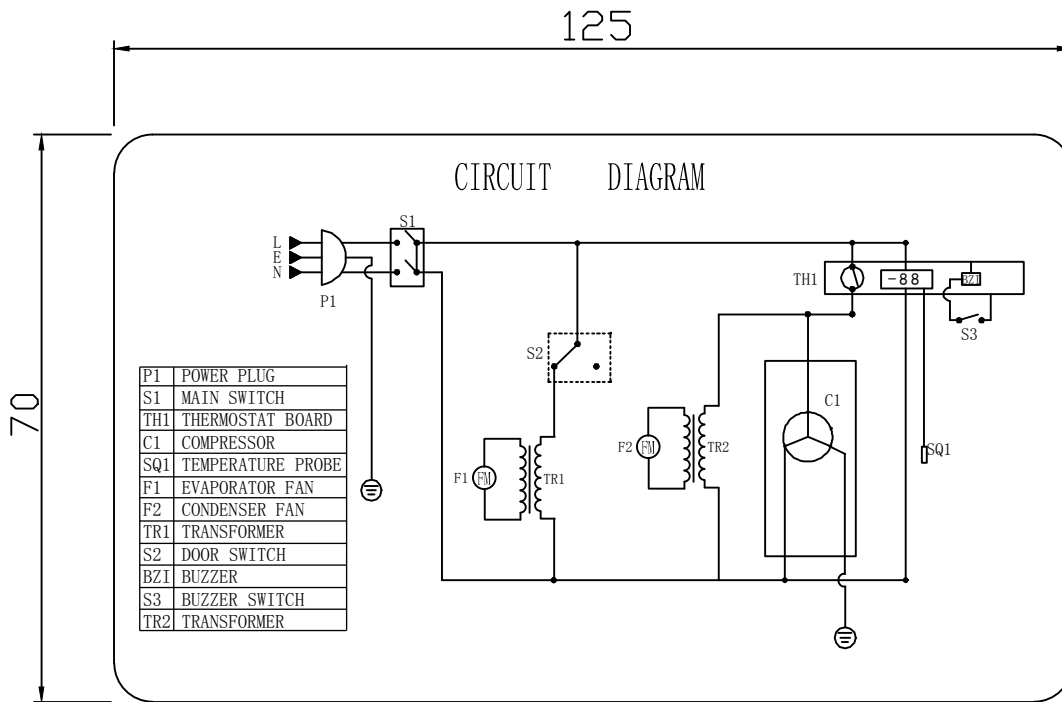 125
70
CIRCUIT DIAGRAM
S1
L
E
N
P1
TH1
-88
BZI
S3
S2
C1
F1
FM
TR1
F2
FM
TR2
SQ1
P1 POWER PLUG
S1 MAIN SWITCH
TH1 THERMOSTAT BOARD
C1 COMPRESSOR
SQ1 TEMPERATURE PROBE
F1 EVAPORATOR FAN
F2 CONDENSER FAN
TR1 TRANSFORMER
S2 DOOR SWITCH
BZI BUZZER
S3 BUZZER SWITCH
TR2 TRANSFORMER